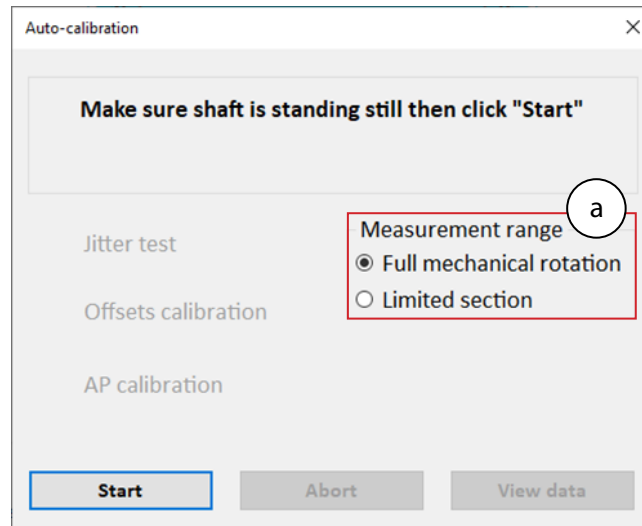 Auto-calibration
Make sure shaft is standing still then click "Start"
a
Jitter test
Measurement range
Full mechanical rotation
Offsets calibration
Limited section
AP calibration
Start
Abort
View data